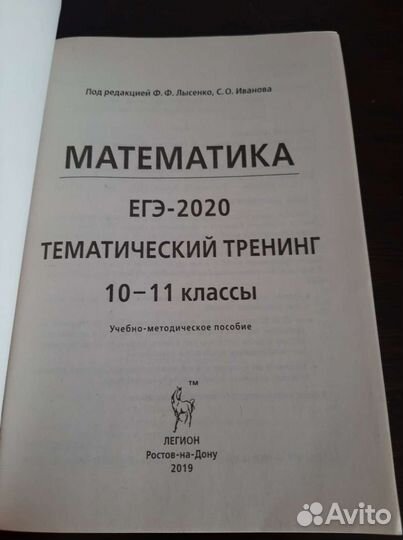 Под редакцией Ф. Ф. Лысенко, С. О. Иванова
МАТЕМАТИКА
ЕГЭ-2020
ТЕМАТИЧЕСКИЙ ТРЕНИНГ
10–11 классы
Учебно-методическое пособие
™
ЛЕГИОН
Ростов-на-Дону
2019
Avito